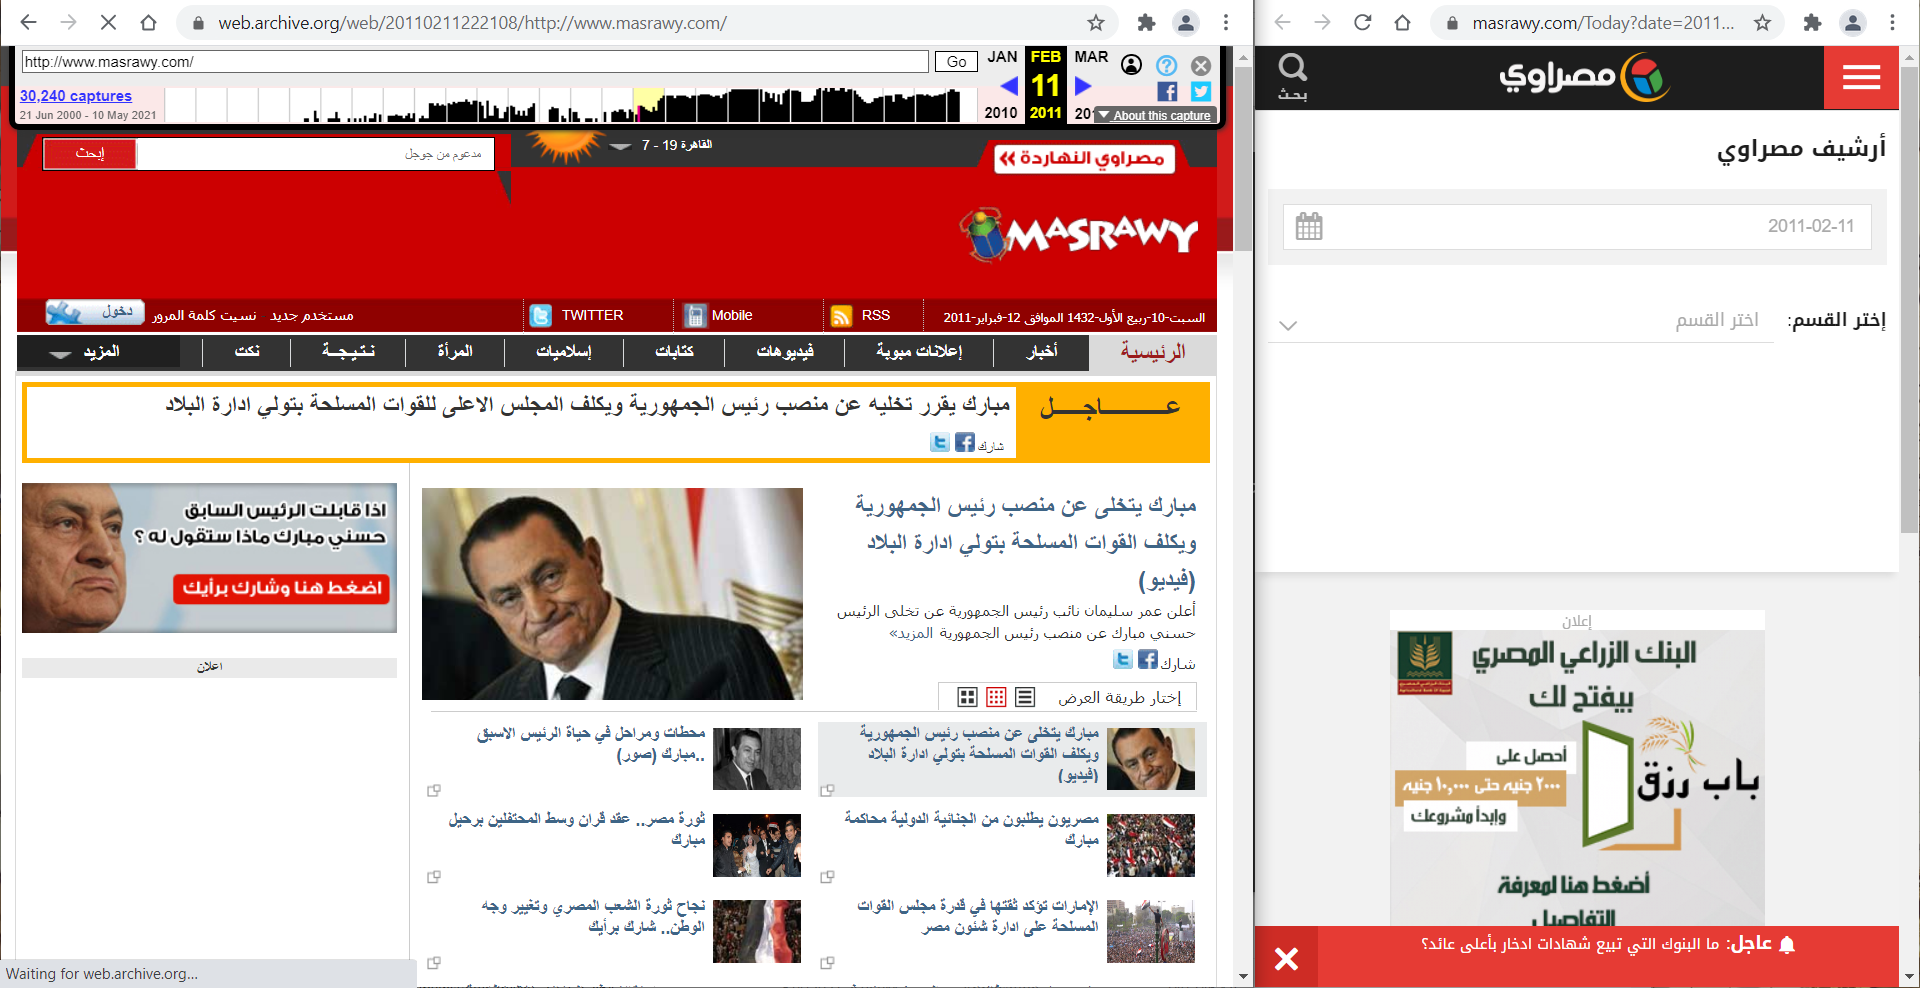 web.archive.org/web/20110211222108/http://www.masrawy.com/
http://www.masrawy.com/
Go
JAN
FEB
MAR
30,240 captures
21 Jun 2000 - 10 May 2021
11
2010
2011
About this capture
إبحث
مدعوم من جوجل
القاهرة 19 - 7
مصراوي النهاردة
MASRAWY
دخول
نسيت كلمة المرور
مستخدم جديد
TWITTER
Mobile
RSS
السبت-10-ربيع الأول-1432 الموافق 12-فبراير-2011
الرئيسية
أخبار
إعلانات مبوبة
فيديوهات
كتابات
إسلاميات
المرأة
نـتـيـجـة
نكت
المزيد
عـــــــاجـــــل
مبارك يقرر تخليه عن منصب رئيس الجمهورية ويكلف المجلس الاعلى للقوات المسلحة بتولي ادارة البلاد
شارك
مبارك يتخلى عن منصب رئيس الجمهورية
ويكلف القوات المسلحة بتولي ادارة البلاد
(فيديو)
أعلن عمر سليمان نائب رئيس الجمهورية عن تخلى الرئيس
حسني مبارك عن منصب رئيس الجمهورية المزيد»
شارك
إختار طريقة العرض
اذا قابلت الرئيس السابق
حسني مبارك ماذا ستقول له ؟
اضغط هنا وشارك برأيك
اعلان
مبارك يتخلى عن منصب رئيس الجمهورية
ويكلف القوات المسلحة بتولي ادارة البلاد
(فيديو)
محطات ومراحل في حياة الرئيس الاسبق
..مبارك (صور)
مصريون يطلبون من الجنائية الدولية محاكمة
مبارك
ثورة مصر.. عقد قران وسط المحتفلين برحيل
مبارك
الإمارات تؤكد ثقتها في قدرة مجلس القوات
المسلحة على ادارة شئون مصر
نجاح ثورة الشعب المصري وتغيير وجه
الوطن.. شارك برأيك
Waiting for web.archive.org...
masrawy.com/Today?date=2011...
بحث
مصراوي
أرشيف مصراوي
2011-02-11
إختر القسم:
اختر القسم
إعلان
البنك الزراعي المصري
بيفتح لك
باب رزق
أحصل على
٢٠٠٠ جنيه حتى ١٠,٠٠٠ جنيه
وابدأ مشروعك
أضغط هنا لمعرفة
التفاصيل
عاجل: ما البنوك التي تبيع شهادات ادخار بأعلى عائد؟